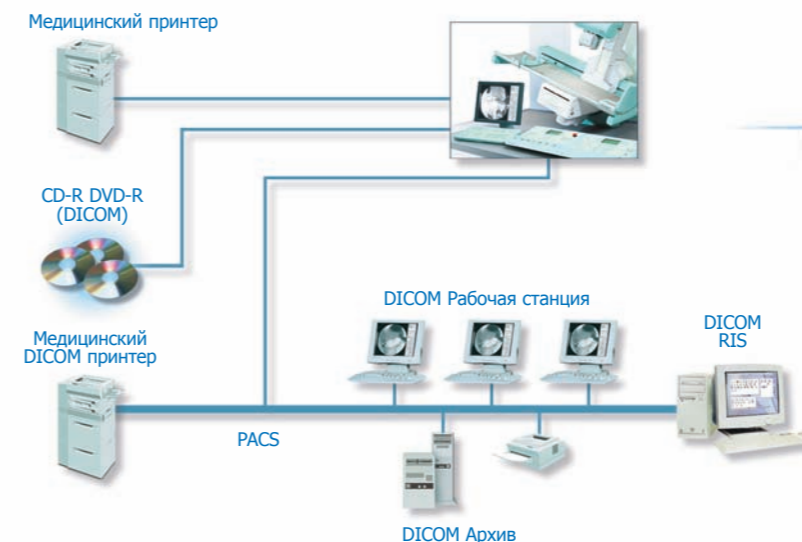 Медицинский принтер
CD-R DVD-R
(DICOM)
DICOM Рабочая станция
DICOM
RIS
Медицинский
DICOM принтер
PACS
DICOM Архив